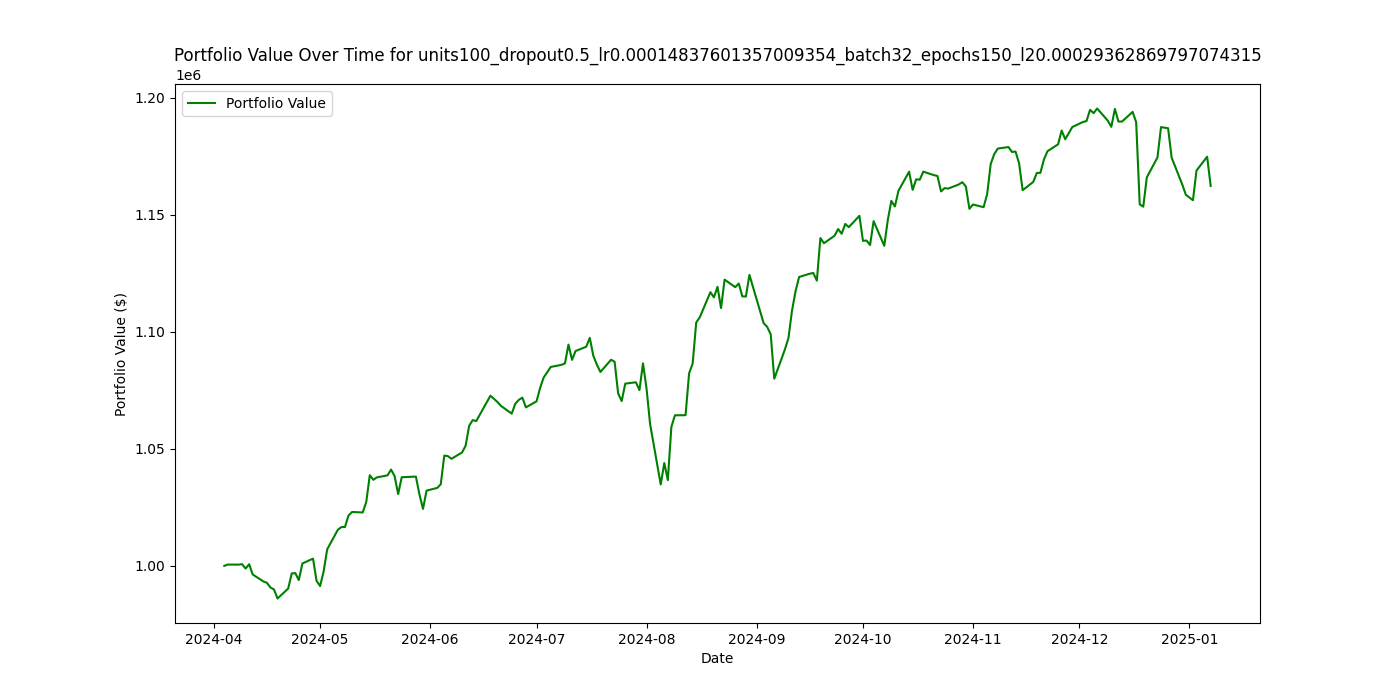 Portfolio Value Over Time for units100_dropout0.5_lr0.00014837601357009354_batch32_epochs150_l20.00029362869797074315
1e6
Portfolio Value
1.20
1.15
1.10
1.05
1.00
Portfolio Value ($)
2024-04 2024-05 2024-06 2024-07 2024-08 2024-09 2024-10 2024-11 2024-12 2025-01
Date